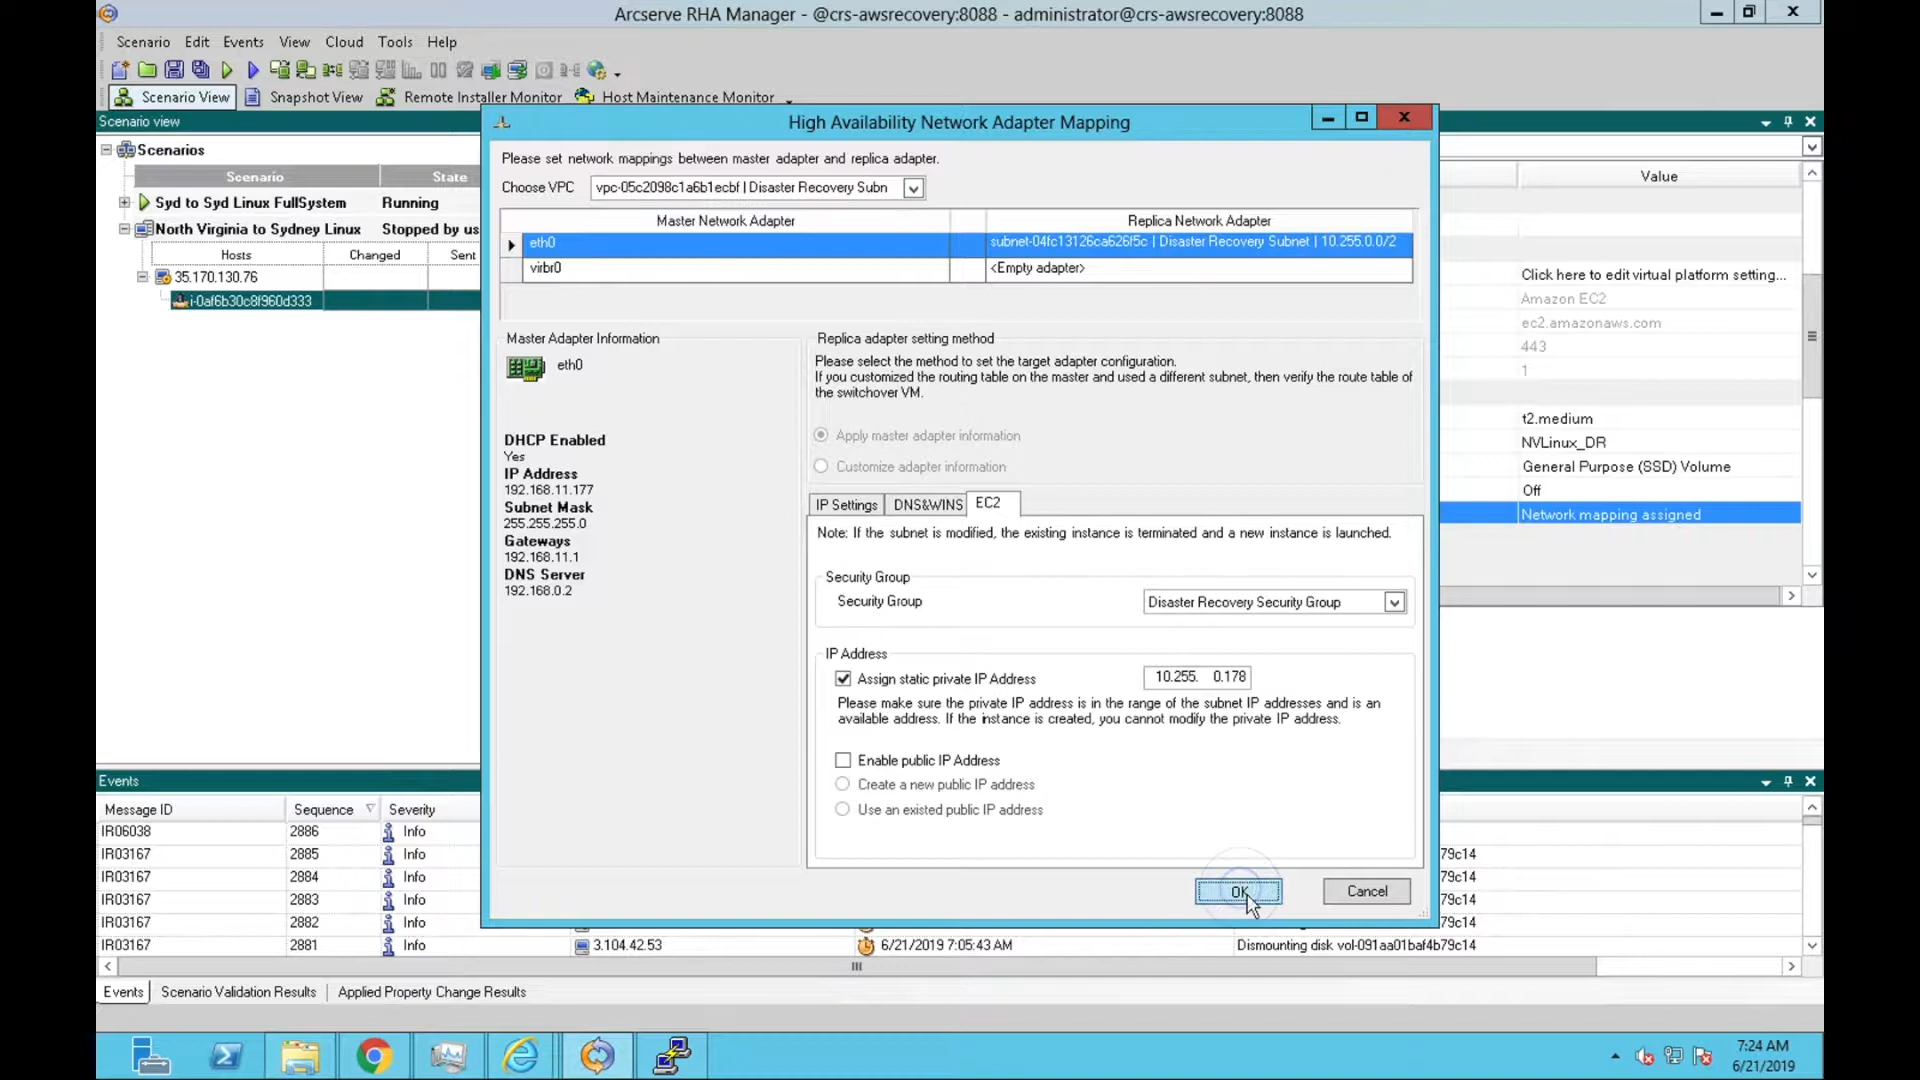 Arcserve RHA Manager - @crs-awsrecovery:8088 - administrator@crs-awsrecovery:8088
Scenario Edit Events View Cloud Tools Help
Scenario View Snapshot View Remote Installer Monitor Host Maintenance Monitor
Scenario view
Scenarios
Scenario State
Syd to Syd Linux FullSystem Running
North Virginia to Sydney Linux Stopped by us
Hosts Changed Sent
35.170.130.76
i-0af6b30c8f960d333
High Availability Network Adapter Mapping
Please set network mappings between master adapter and replica adapter.
Choose VPC vpc-05c2098c1a6b1ecbf | Disaster Recovery Subn
Master Network Adapter Replica Network Adapter
eth0 subnet-04fc13126ca626f5c | Disaster Recovery Subnet | 10.255.0.0/2
virbr0 <Empty adapter>
Master Adapter Information
eth0
DHCP Enabled
Yes
IP Address
192.168.11.177
Subnet Mask
255.255.255.0
Gateways
192.168.11.1
DNS Server
192.168.0.2
Replica adapter setting method
Please select the method to set the target adapter configuration.
If you customized the routing table on the master and used a different subnet, then verify the route table of
the switchover VM.
Apply master adapter information
Customize adapter information
IP Settings DNS&WINS EC2
Note: If the subnet is modified, the existing instance is terminated and a new instance is launched.
Security Group
Security Group Disaster Recovery Security Group
IP Address
Assign static private IP Address 10.255. 0.178
Please make sure the private IP address is in the range of the subnet IP addresses and is an
available address. If the instance is created, you cannot modify the private IP address.
Enable public IP Address
Create a new public IP address
Use an existed public IP address
OK Cancel
Value
Click here to edit virtual platform setting...
Amazon EC2
ec2.amazonaws.com
443
1
t2.medium
NVLinux_DR
General Purpose (SSD) Volume
Off
Network mapping assigned
Events
Message ID Sequence Severity
IR06038 2886 Info
IR03167 2885 Info 79c14
IR03167 2884 Info 79c14
IR03167 2883 Info 79c14
IR03167 2882 Info 79c14
IR03167 2881 Info 3.104.42.53 6/21/2019 7:05:43 AM Dismounting disk vol-091aa01baf4b79c14
Events Scenario Validation Results Applied Property Change Results
7:24 AM
6/21/2019